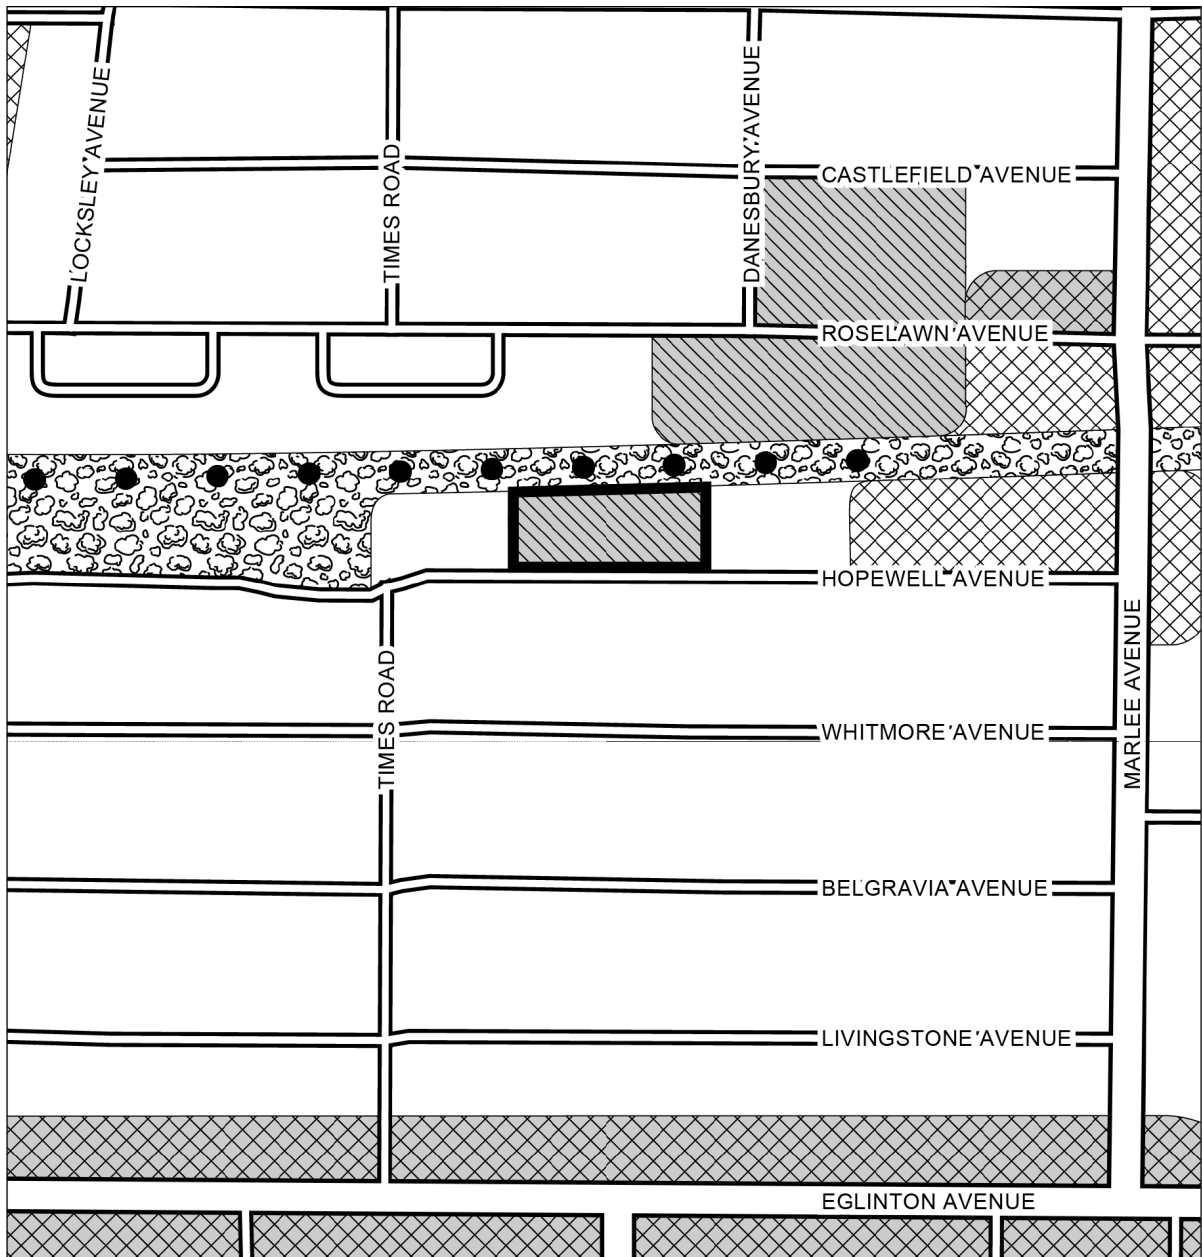 LOCKSLEY AVENUE
TIMES ROAD
DANESBURY AVENUE
CASTLEFIELD AVENUE
ROSELAWN AVENUE
HOPEWELL AVENUE
MARLEE AVENUE
TIMES ROAD
WHITMORE AVENUE
BELGRAVIA AVENUE
LIVINGSTONE AVENUE
EGLINTON AVENUE